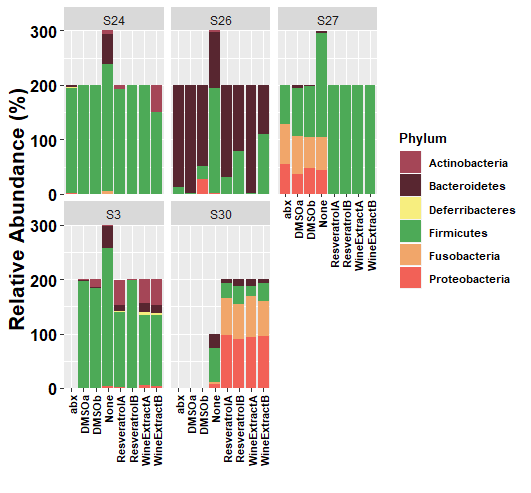 S24 S26 S27
Relative Abundance (%)
300
200
100
0
abx DMSOa DMSOb None ResveratrolA ResveratrolB WineExtractA WineExtractB
S3 S30
300
200
100
0
abx DMSOa DMSOb None ResveratrolA ResveratrolB WineExtractA WineExtractB
abx DMSOa DMSOb None ResveratrolA ResveratrolB WineExtractA WineExtractB
Phylum
Actinobacteria
Bacteroidetes
Deferribacteres
Firmicutes
Fusobacteria
Proteobacteria